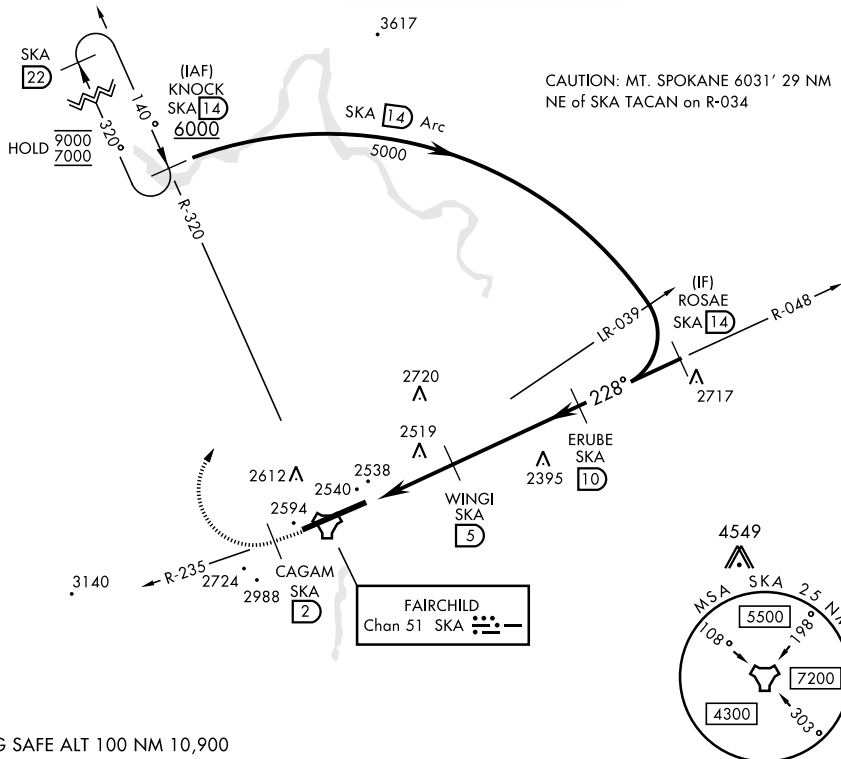 3617
SKA
22
(IAF)
KNOCK
SKA 14
6000
CAUTION: MT. SPOKANE 6031' 29 NM
NE of SKA TACAN on R-034
SKA 14 Arc
5000
140°
320°
HOLD 9000
7000
R-320
(IF)
ROSAE
SKA 14
LR-039
R-048
228°
2717
2720
2519
ERUBE
SKA
10
2395
2612
2538
2540
WINGI
SKA
5
2594
R-235
CAGAM
SKA
2
2724
2988
3140
FAIRCHILD
Chan 51 SKA
4549
MSA SKA 25 NM
5500
108°
198°
7200
4300
303°
G SAFE ALT 100 NM 10,900